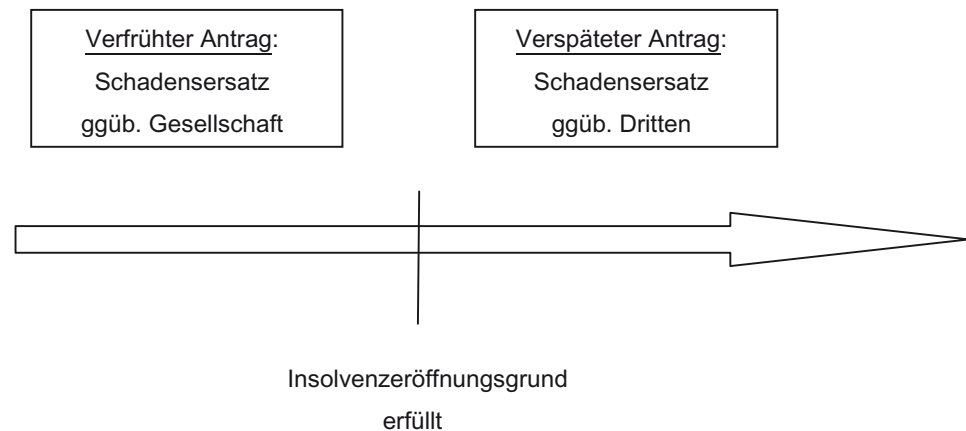 Verfrühter Antrag:
Schadensersatz
ggüb. Gesellschaft
Verspäteter Antrag:
Schadensersatz
ggüb. Dritten
Insolvenzeröffnungsgrund
erfüllt